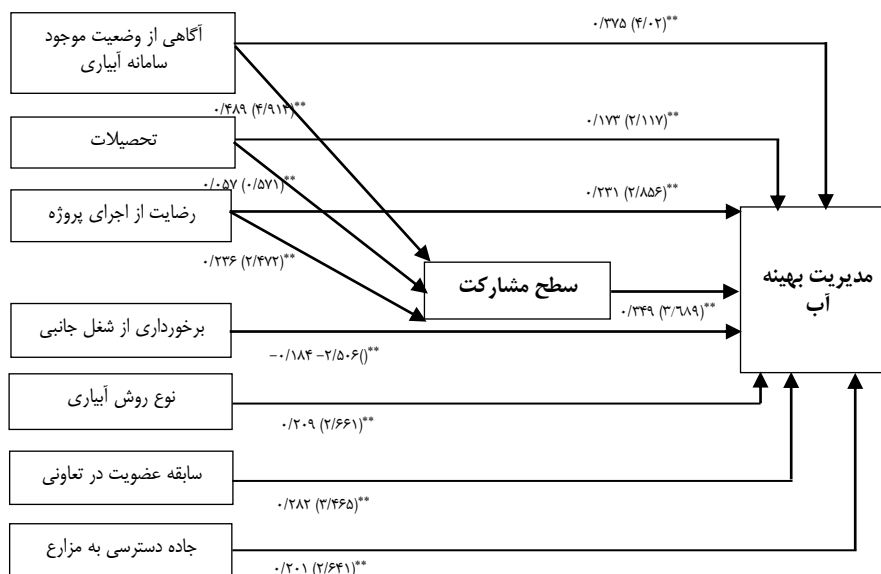 آگاهی از وضعیت موجود
سامانه آبیاری
۰/۳۷۵ (۴/۰۲)**
۰/۴۸۹ (۴/۹۱۴)**
تحصیلات
۰/۱۷۳ (۲/۱۱۷)**
۰/۰۵۷ (۰/۵۷۱)**
رضایت از اجرای پروژه
۰/۲۳۱ (۲/۸۵۶)**
۰/۲۳۶ (۲/۴۷۲)**
سطح مشارکت
مدیریت بهینه
آب
۰/۳۴۹ (۳/٦٨٩)**
برخورداری از شغل جانبی
-۰/۱۸۴ -۲/۵۰۶()**
نوع روش آبیاری
۰/۲۰۹ (۲/۶۶۱)**
سابقه عضویت در تعاونی
۰/۲۸۲ (۳/۴۶۵)**
جاده دسترسی به مزارع
۰/۲۰۱ (۲/۶۴۱)**